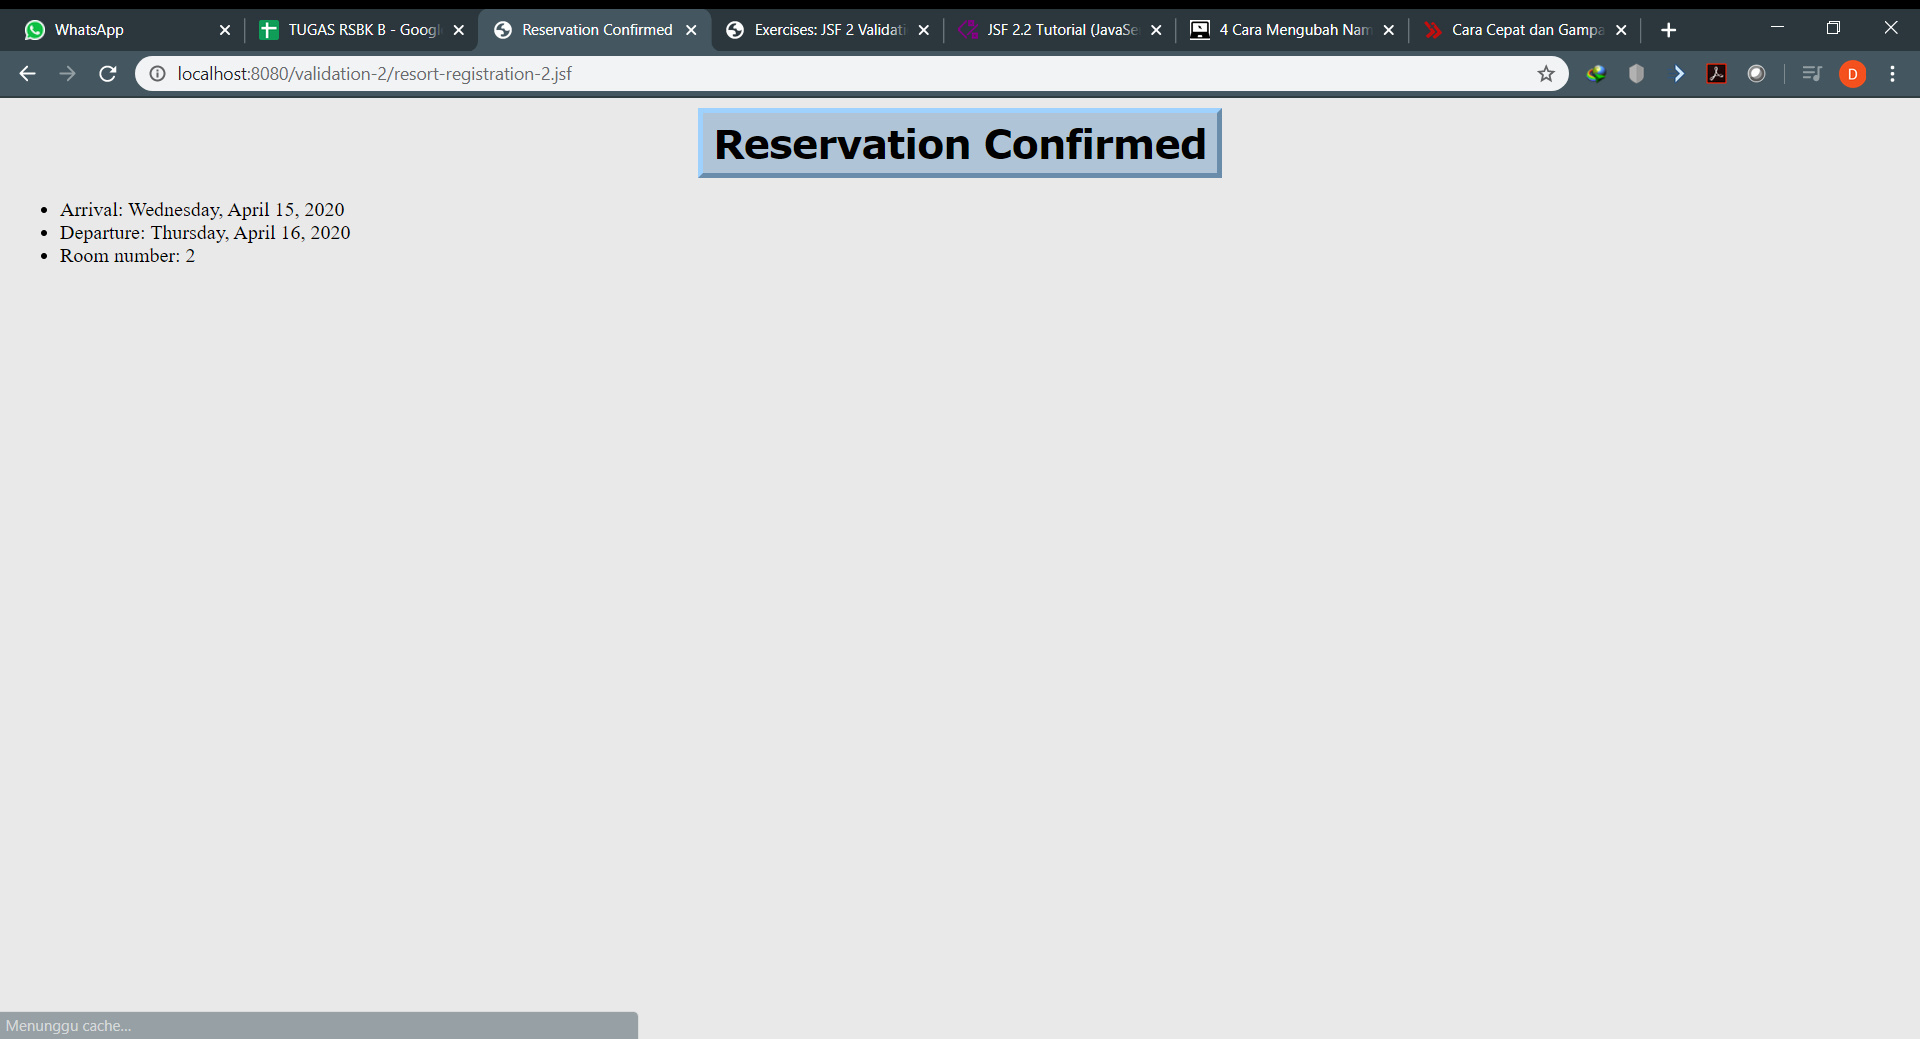 WhatsApp
TUGAS RSBK B - Googl
Reservation Confirmed
Exercises: JSF 2 Validati
JSF 2.2 Tutorial (JavaSe
4 Cara Mengubah Nam
Cara Cepat dan Gampa
localhost:8080/validation-2/resort-registration-2.jsf
D
Reservation Confirmed
• Arrival: Wednesday, April 15, 2020
• Departure: Thursday, April 16, 2020
• Room number: 2
Menunggu cache...